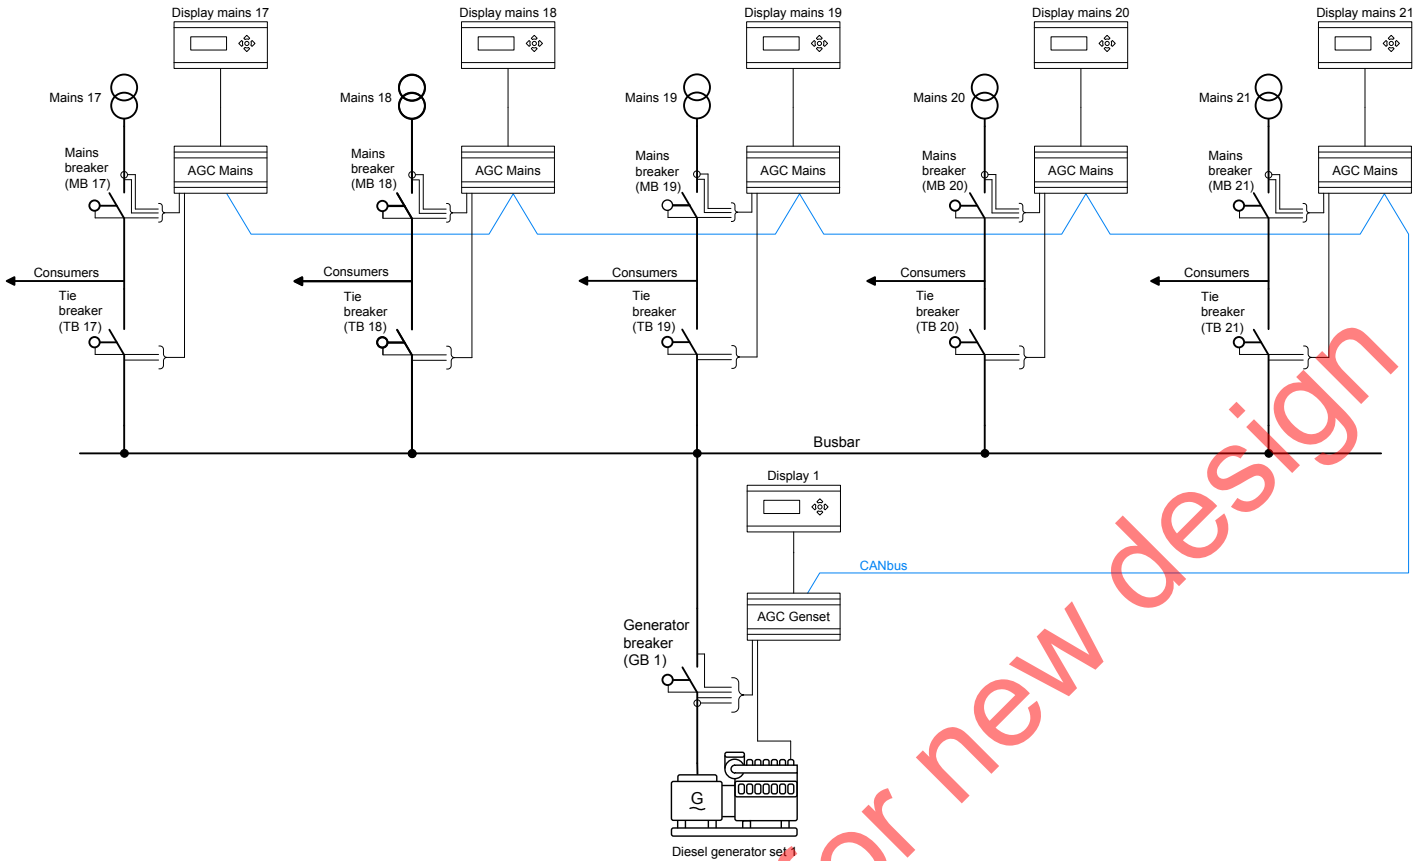 Display mains 17
Display mains 18
Display mains 19
Display mains 20
Display mains 21
Mains 17
Mains 18
Mains 19
Mains 20
Mains 21
Mains
breaker
(MB 17)
AGC Mains
Mains
breaker
(MB 18)
AGC Mains
Mains
breaker
(MB 19)
AGC Mains
Mains
breaker
(MB 20)
AGC Mains
Mains
breaker
(MB 21)
AGC Mains
Consumers
Consumers
Consumers
Consumers
Consumers
Tie
breaker
(TB 17)
Tie
breaker
(TB 18)
Tie
breaker
(TB 19)
Tie
breaker
(TB 20)
Tie
breaker
(TB 21)
Busbar
Display 1
CANbus
AGC Genset
Generator
breaker
(GB 1)
G
Diesel generator set 1
or new design